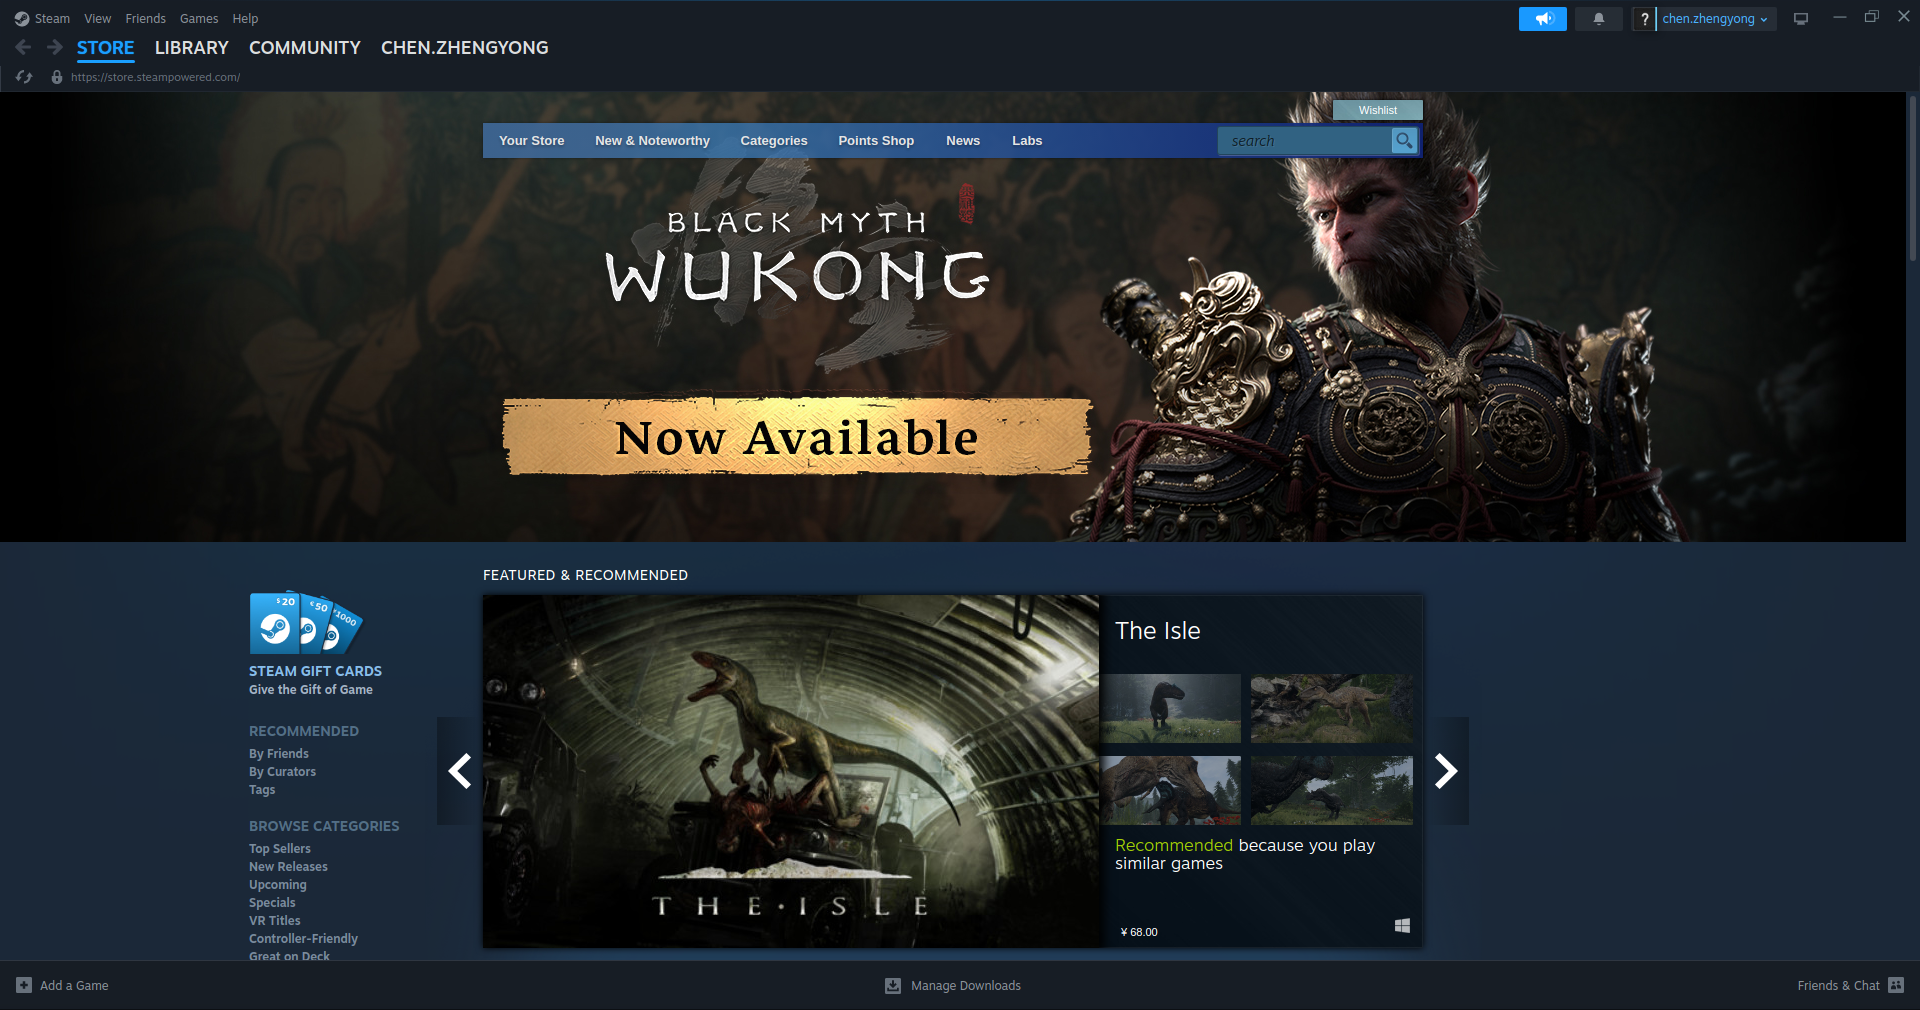 Steam View Friends Games Help
? chen.zhengyong
STORE LIBRARY COMMUNITY CHEN.ZHENGYONG
https://store.steampowered.com/
Wishlist
Your Store New & Noteworthy Categories Points Shop News Labs
search
BLACK MYTH
WUKONG
Now Available
FEATURED & RECOMMENDED
$ 20 € 50 ¥1000
STEAM GIFT CARDS
Give the Gift of Game
RECOMMENDED
By Friends
By Curators
Tags
BROWSE CATEGORIES
Top Sellers
New Releases
Upcoming
Specials
VR Titles
Controller-Friendly
Great on Deck
THE·ISLE
The Isle
Recommended because you play
similar games
¥ 68.00
Add a Game
Manage Downloads
Friends & Chat